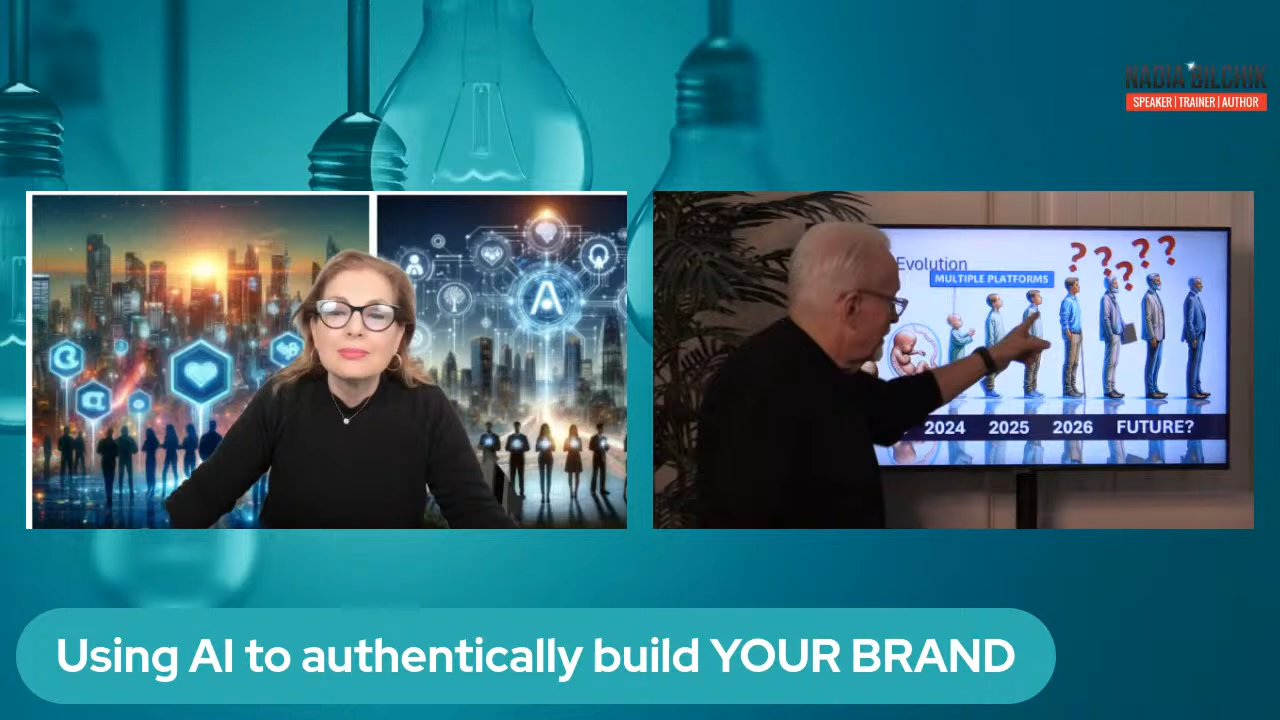 NADIA BILCHIK
SPEAKER | TRAINER | AUTHOR
Evolution
MULTIPLE PLATFORMS
? ? ? ? ?
A
2024 2025 2026 FUTURE?
Using AI to authentically build YOUR BRAND